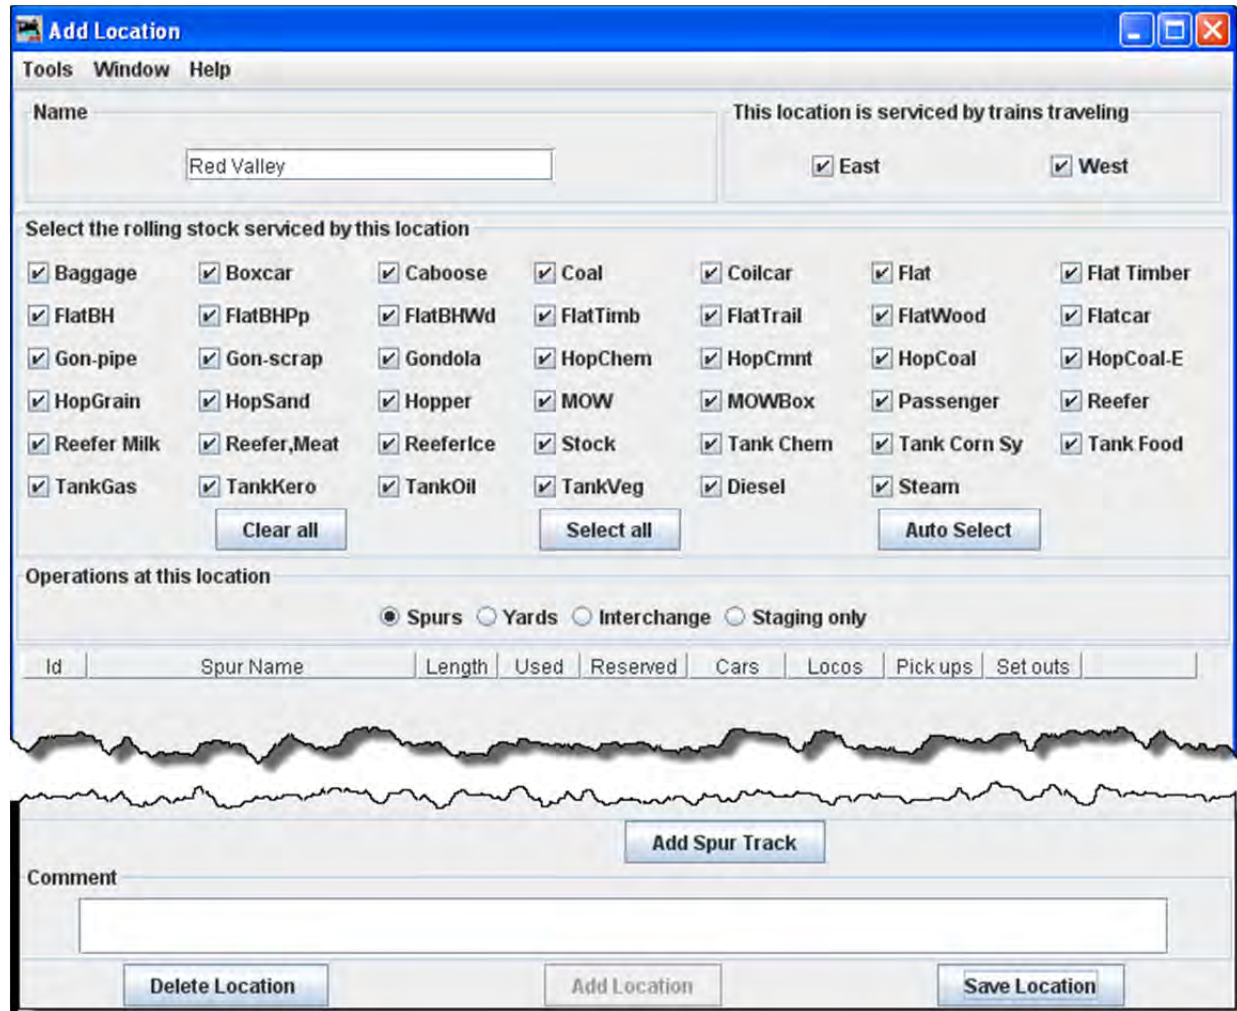 Add Location
Tools Window Help
Name This location is serviced by trains traveling
Red Valley East West
Select the rolling stock serviced by this location
Baggage Boxcar Caboose Coal Coilcar Flat Flat Timber
FlatBH FlatBHPp FlatBHWd FlatTimb FlatTrail FlatWood Flatcar
Gon-pipe Gon-scrap Gondola HopChem HopCmnt HopCoal HopCoal-E
HopGrain HopSand Hopper MOW MOWBox Passenger Reefer
Reefer Milk Reefer,Meat ReeferIce Stock Tank Chem Tank Corn Sy Tank Food
TankGas TankKero TankOil TankVeg Diesel Steam
Clear all Select all Auto Select
Operations at this location
Spurs Yards Interchange Staging only
Id Spur Name Length Used Reserved Cars Locos Pick ups Set outs
Add Spur Track
Comment
Delete Location Add Location Save Location